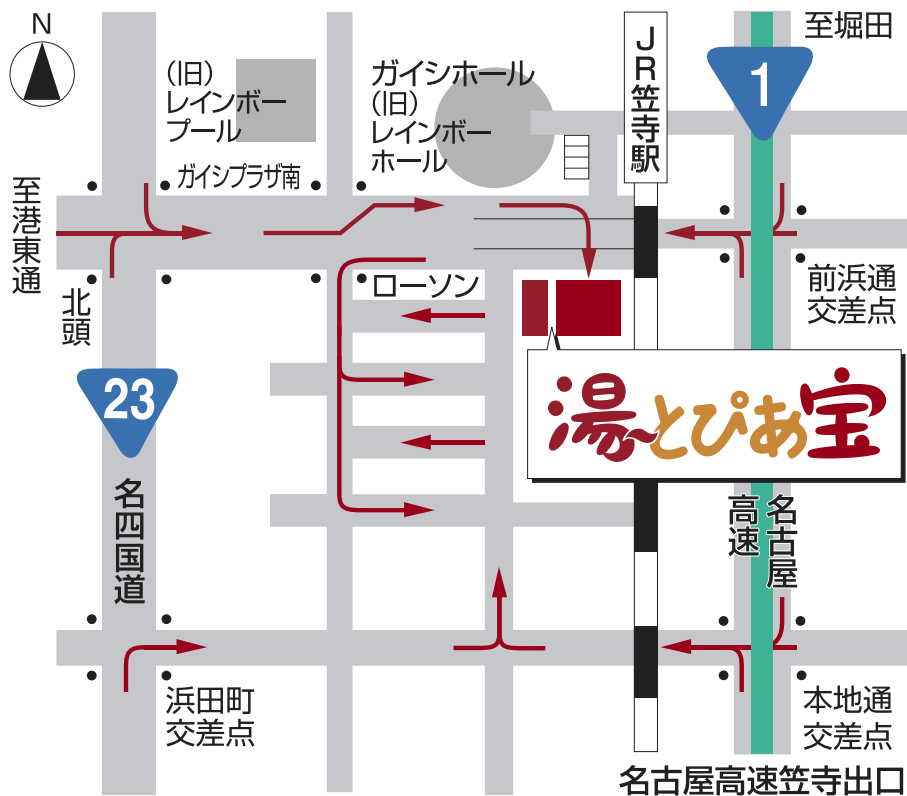 N
至堀田
JR笠寺駅
1
(旧)
レインボー
プール
ガイシホール
(旧)
レインボー
ホール
ガイシプラザ南
至港東通
北頭
ローソン
前浜通
交差点
23
湯~とぴあ宝
名四国道
名古屋
高速
浜田町
交差点
本地通
交差点
名古屋高速笠寺出口